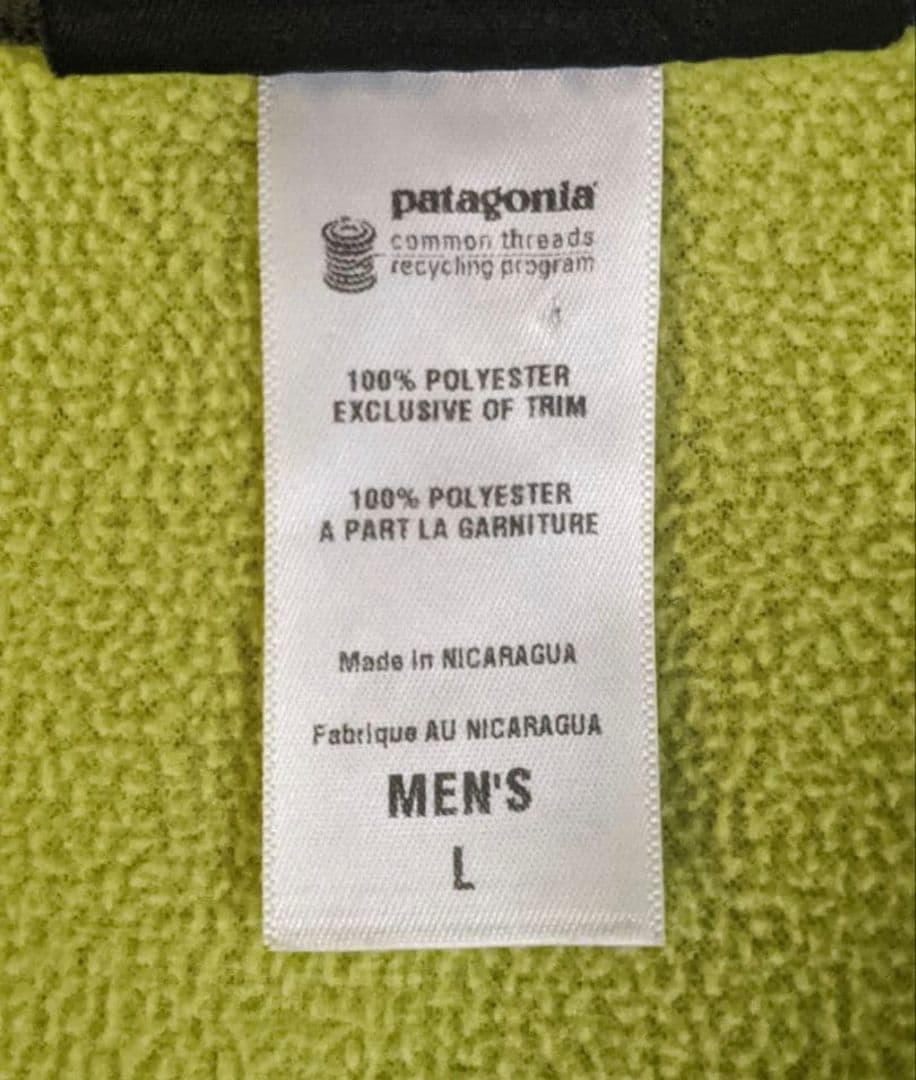 patagonia
common threads
recycling program
100% POLYESTER
EXCLUSIVE OF TRIM
100% POLYESTER
A PART LA GARNITURE
Made in NICARAGUA
Fabrique AU NICARAGUA
MEN'S
L